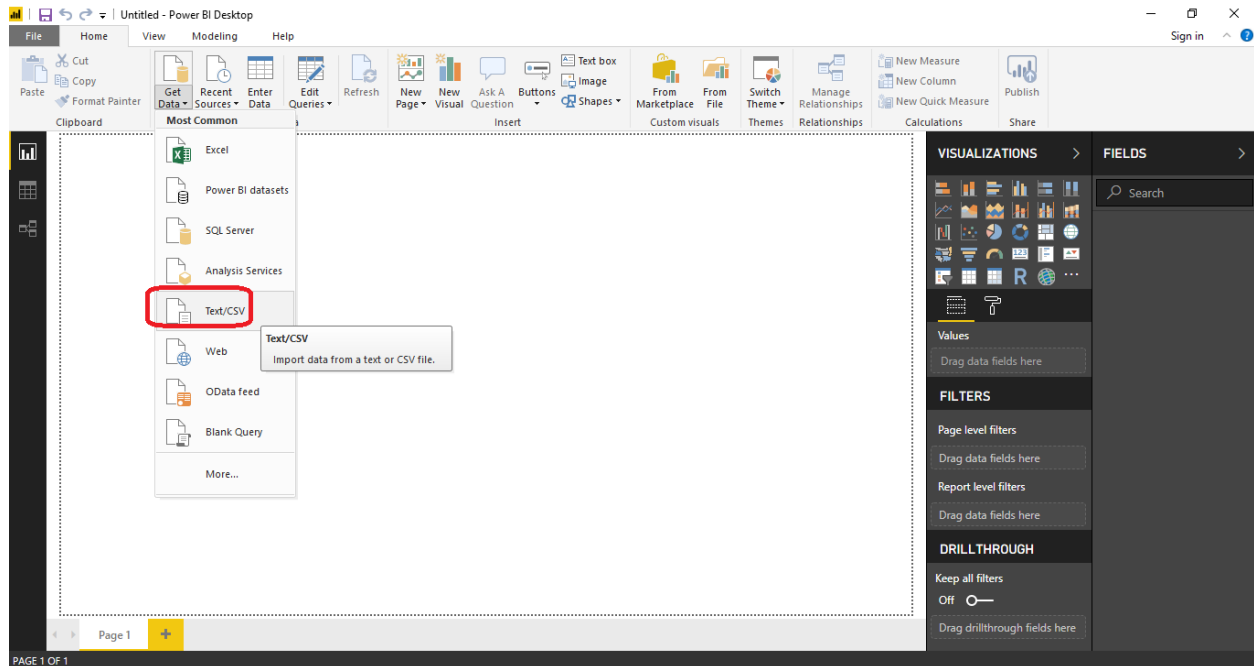 Untitled - Power BI Desktop
File Home View Modeling Help Sign in
Cut
Copy
Format Painter
Paste
Clipboard
Get Data
Recent Sources
Enter Data
Edit Queries
Refresh
New Page
New Visual
Ask A Question
Buttons
Text box
Image
Shapes
Insert
From Marketplace
From File
Custom visuals
Switch Theme
Themes
Manage Relationships
Relationships
New Measure
New Column
New Quick Measure
Calculations
Publish
Share
Most Common
Excel
Power BI datasets
SQL Server
Analysis Services
Text/CSV
Text/CSV
Import data from a text or CSV file.
Web
OData feed
Blank Query
More...
VISUALIZATIONS
123
R
Values
Drag data fields here
FILTERS
Page level filters
Drag data fields here
Report level filters
Drag data fields here
DRILLTHROUGH
Keep all filters
Off
Drag drillthrough fields here
FIELDS
Search
Page 1
PAGE 1 OF 1